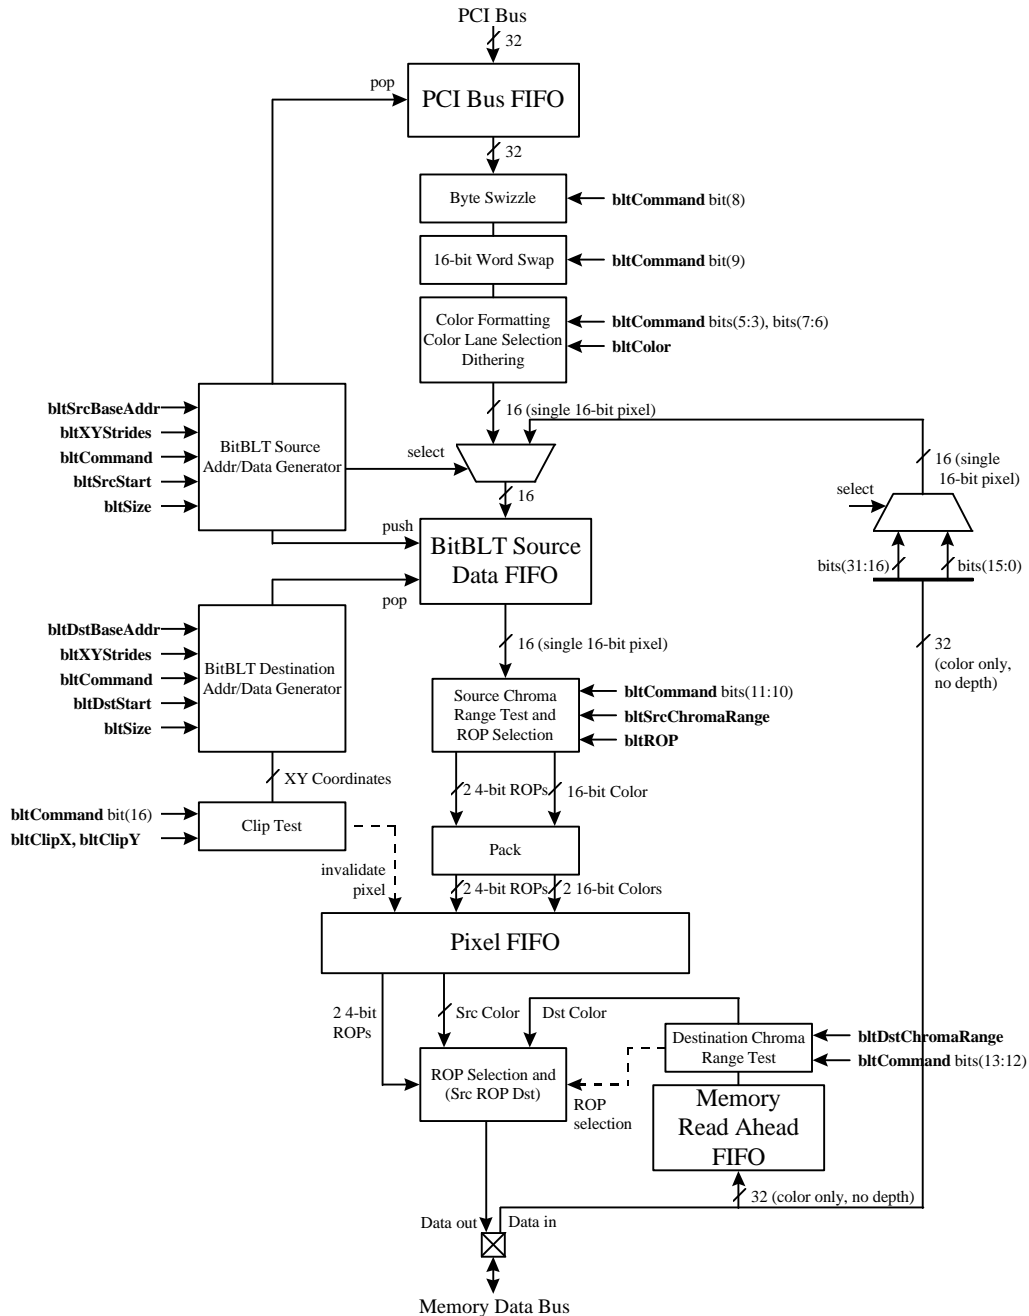 PCI Bus
32
pop
PCI Bus FIFO
32
Byte Swizzle
bltCommand bit(8)
16-bit Word Swap
bltCommand bit(9)
Color Formatting
Color Lane Selection
Dithering
bltCommand bits(5:3), bits(7:6)
bltColor
16 (single 16-bit pixel)
bltSrcBaseAddr
bltXYStrides
bltCommand
bltSrcStart
bltSize
BitBLT Source
Addr/Data Generator
select
16
16 (single
16-bit pixel)
select
bits(31:16)
bits(15:0)
push
BitBLT Source
Data FIFO
pop
32
(color only,
no depth)
bltDstBaseAddr
bltXYStrides
bltCommand
bltDstStart
bltSize
BitBLT Destination
Addr/Data Generator
16 (single 16-bit pixel)
Source Chroma
Range Test and
ROP Selection
bltCommand bits(11:10)
bltSrcChromaRange
bltROP
XY Coordinates
2 4-bit ROPs
16-bit Color
bltCommand bit(16)
bltClipX, bltClipY
Clip Test
Pack
invalidate
pixel
2 4-bit ROPs
2 16-bit Colors
Pixel FIFO
2 4-bit
ROPs
Src Color
Dst Color
Destination Chroma
Range Test
bltDstChromaRange
bltCommand bits(13:12)
ROP Selection and
(Src ROP Dst)
ROP
selection
Memory
Read Ahead
FIFO
32 (color only, no depth)
Data out
Data in
Memory Data Bus